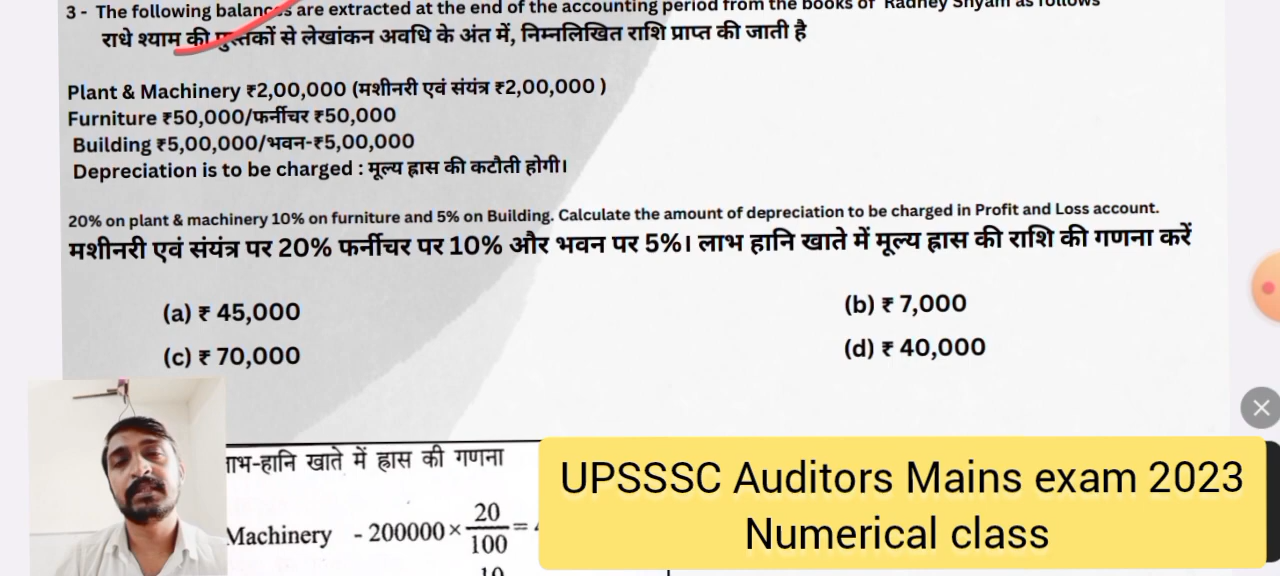 3 - The following balances are extracted at the end of the accounting period from the books of Radhey Shyam as follows
राधे श्याम की पुस्तकों से लेखांकन अवधि के अंत में, निम्नलिखित राशि प्राप्त की जाती है
Plant & Machinery ₹2,00,000 (मशीनरी एवं संयंत्र ₹2,00,000 )
Furniture ₹50,000/फर्नीचर ₹50,000
Building ₹5,00,000/भवन-₹5,00,000
Depreciation is to be charged : मूल्य ह्रास की कटौती होगी।
20% on plant & machinery 10% on furniture and 5% on Building. Calculate the amount of depreciation to be charged in Profit and Loss account.
मशीनरी एवं संयंत्र पर 20% फर्नीचर पर 10% और भवन पर 5%। लाभ हानि खाते में मूल्य ह्रास की राशि की गणना करें
(a) ₹ 45,000
(b) ₹ 7,000
(c) ₹ 70,000
(d) ₹ 40,000
लाभ-हानि खाते में ह्रास की गणना
Machinery - 200000 × 20/100 =
10
UPSSSC Auditors Mains exam 2023
Numerical class